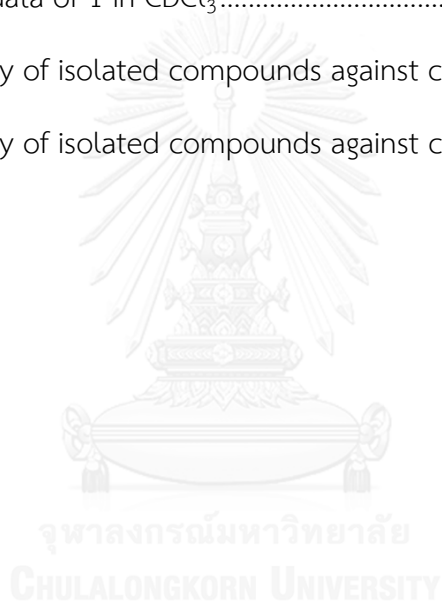 data of 1 in CDCl₃........................................
y of isolated compounds against c
y of isolated compounds against c
จุฬาลงกรณ์มหาวิทยาลัย
CHULALONGKORN UNIVERSITY